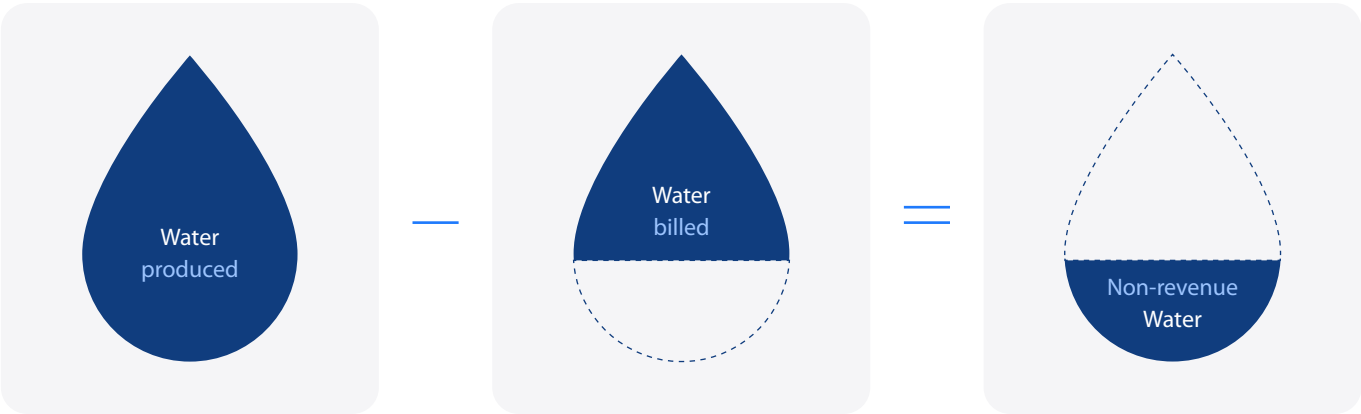 Water
produced
—
Water
billed
=
Non-revenue
Water